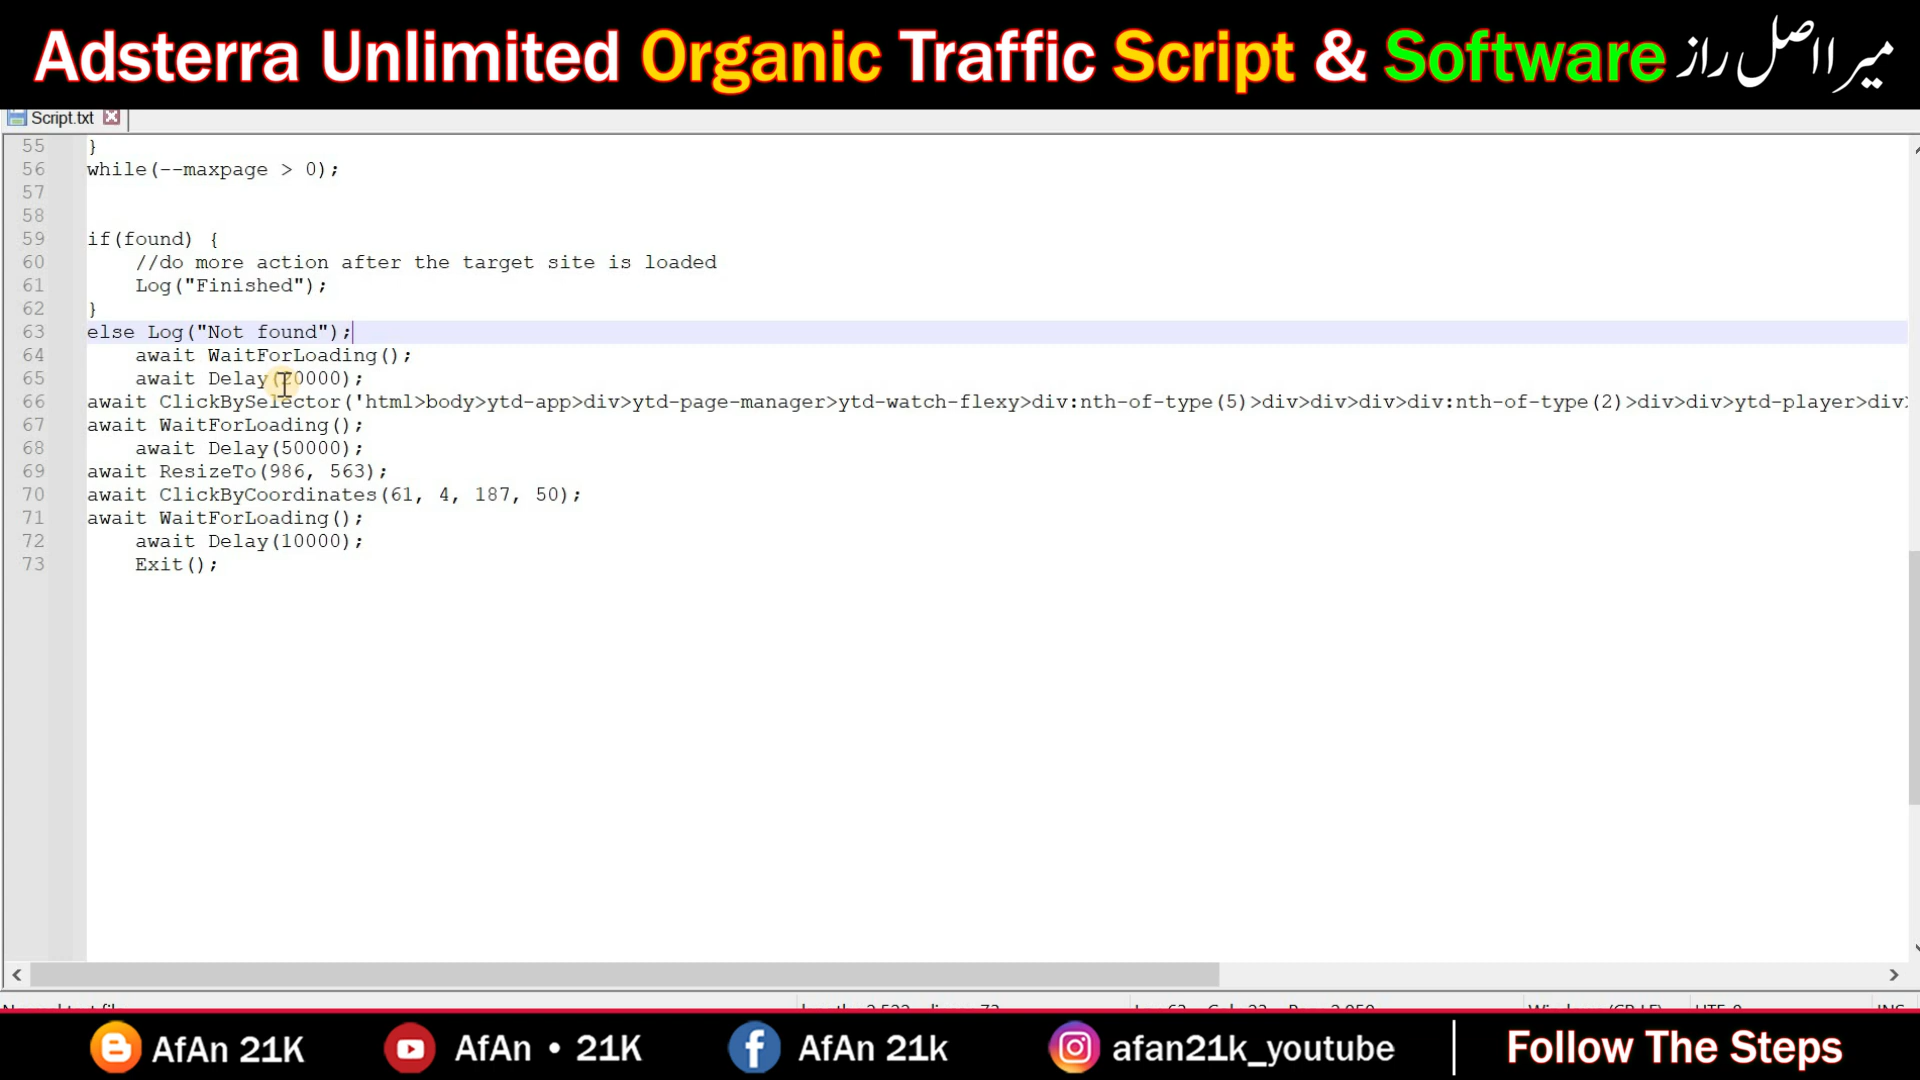 Adsterra Unlimited Organic Traffic Script & Software میرا اصل راز
Script.txt
55 }
56 while(--maxpage > 0);
57
58
59 if(found) {
60 //do more action after the target site is loaded
61 Log("Finished");
62 }
63 else Log("Not found");
64 await WaitForLoading();
65 await Delay(20000);
66 await ClickBySelector('html>body>ytd-app>div>ytd-page-manager>ytd-watch-flexy>div:nth-of-type(5)>div>div>div>div:nth-of-type(2)>div>div>ytd-player>div>
67 await WaitForLoading();
68 await Delay(50000);
69 await ResizeTo(986, 563);
70 await ClickByCoordinates(61, 4, 187, 50);
71 await WaitForLoading();
72 await Delay(10000);
73 Exit();
AfAn 21K AfAn • 21K AfAn 21k afan21k_youtube Follow The Steps